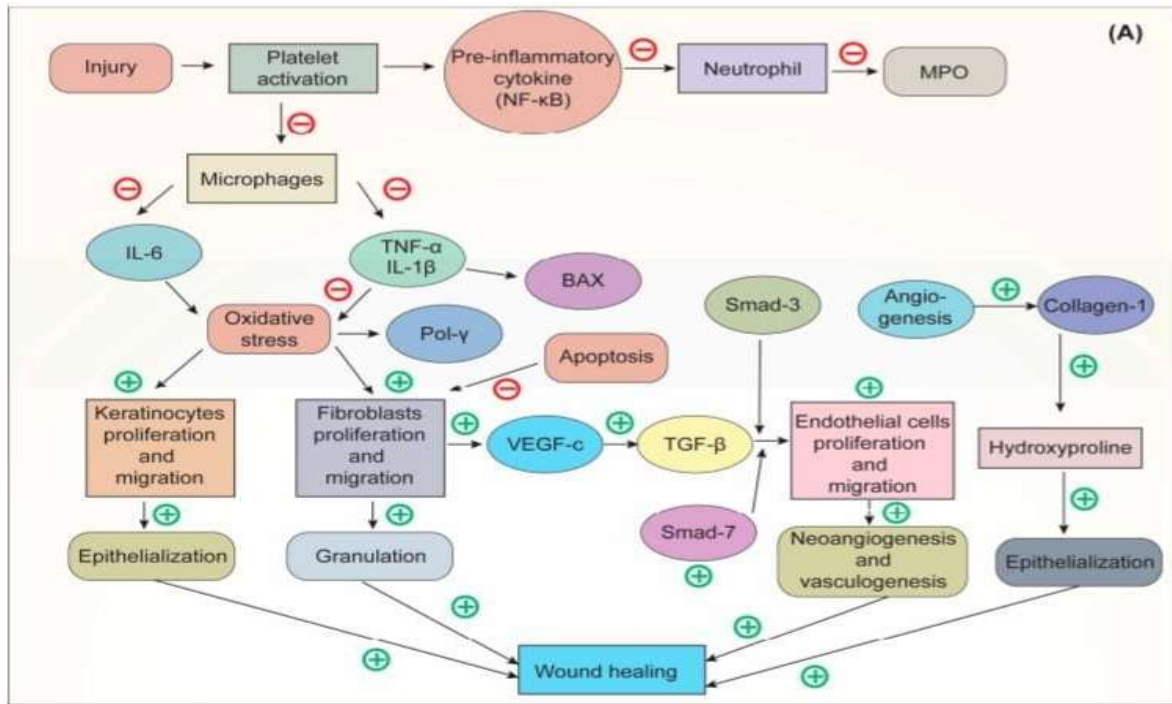 (A)
Injury
Platelet
activation
Pre-inflammatory
cytokine
(NF-κB)
Neutrophil
MPO
Microphages
IL-6
TNF-α
IL-1β
BAX
Smad-3
Angio-
genesis
Collagen-1
Oxidative
stress
Pol-γ
Apoptosis
Keratinocytes
proliferation
and
migration
Fibroblasts
proliferation
and
migration
VEGF-c
TGF-β
Endothelial cells
proliferation
and
migration
Hydroxyproline
Smad-7
Epithelialization
Granulation
Neoangiogenesis
and
vasculogenesis
Epithelialization
Wound healing